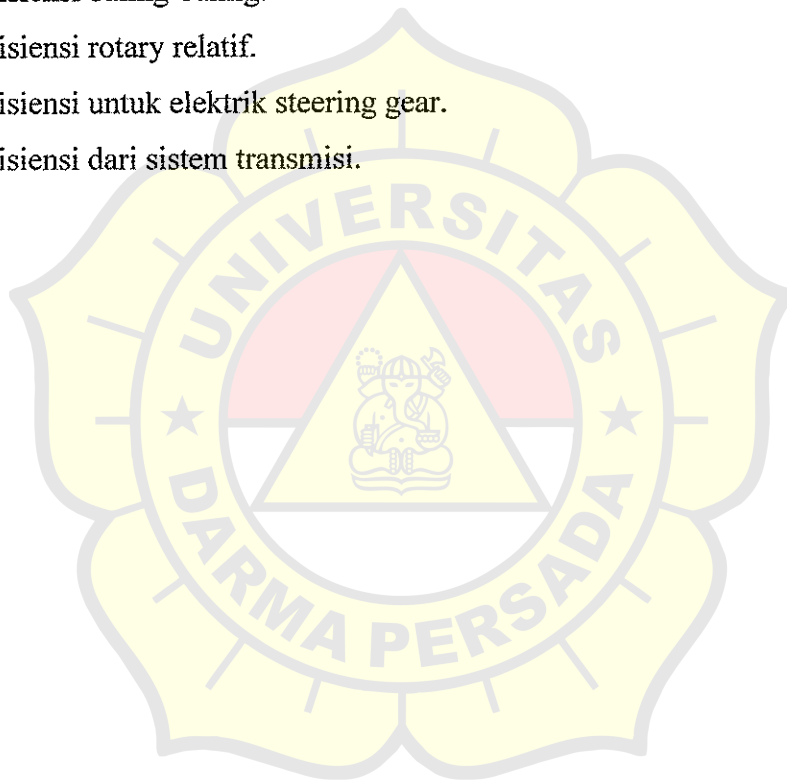 isiensi rotary relatif.
isiensi untuk elektrik steering gear.
isiensi dari sistem transmisi.
UNIVERSITAS
DARMA PERSADA